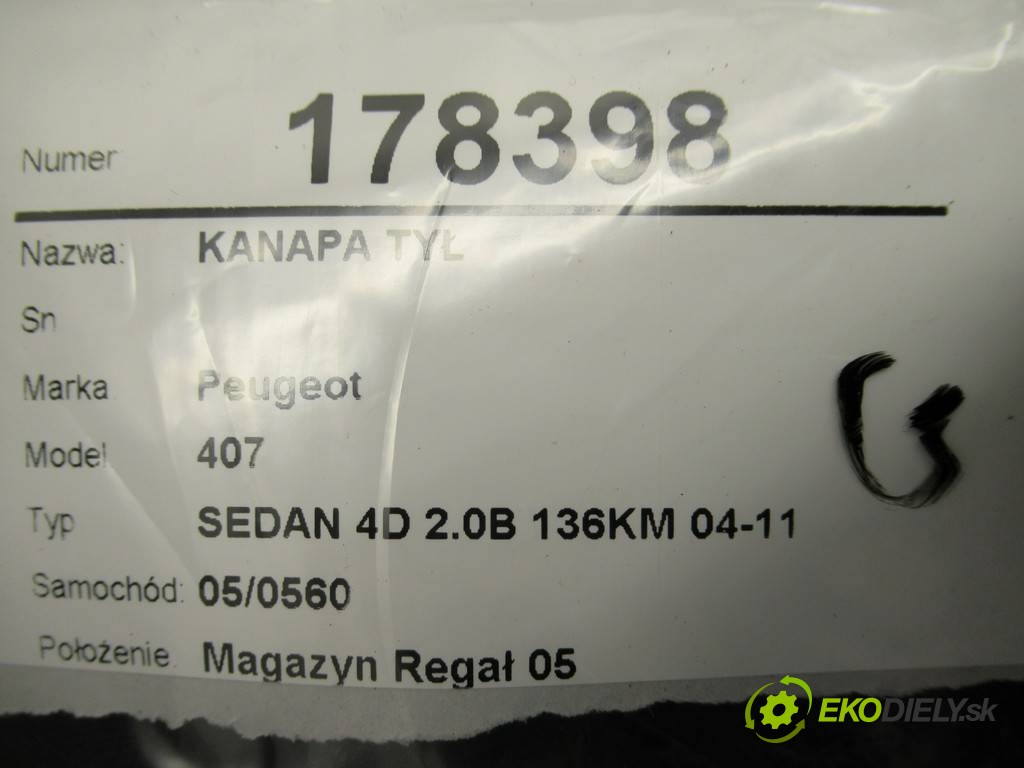 Numer 178398
Nazwa: KANAPA TYŁ
Sn
Marka Peugeot
Model 407
Typ SEDAN 4D 2.0B 136KM 04-11
Samochód: 05/0560
Położenie Magazyn Regał 05
G
EKODIELY.sk